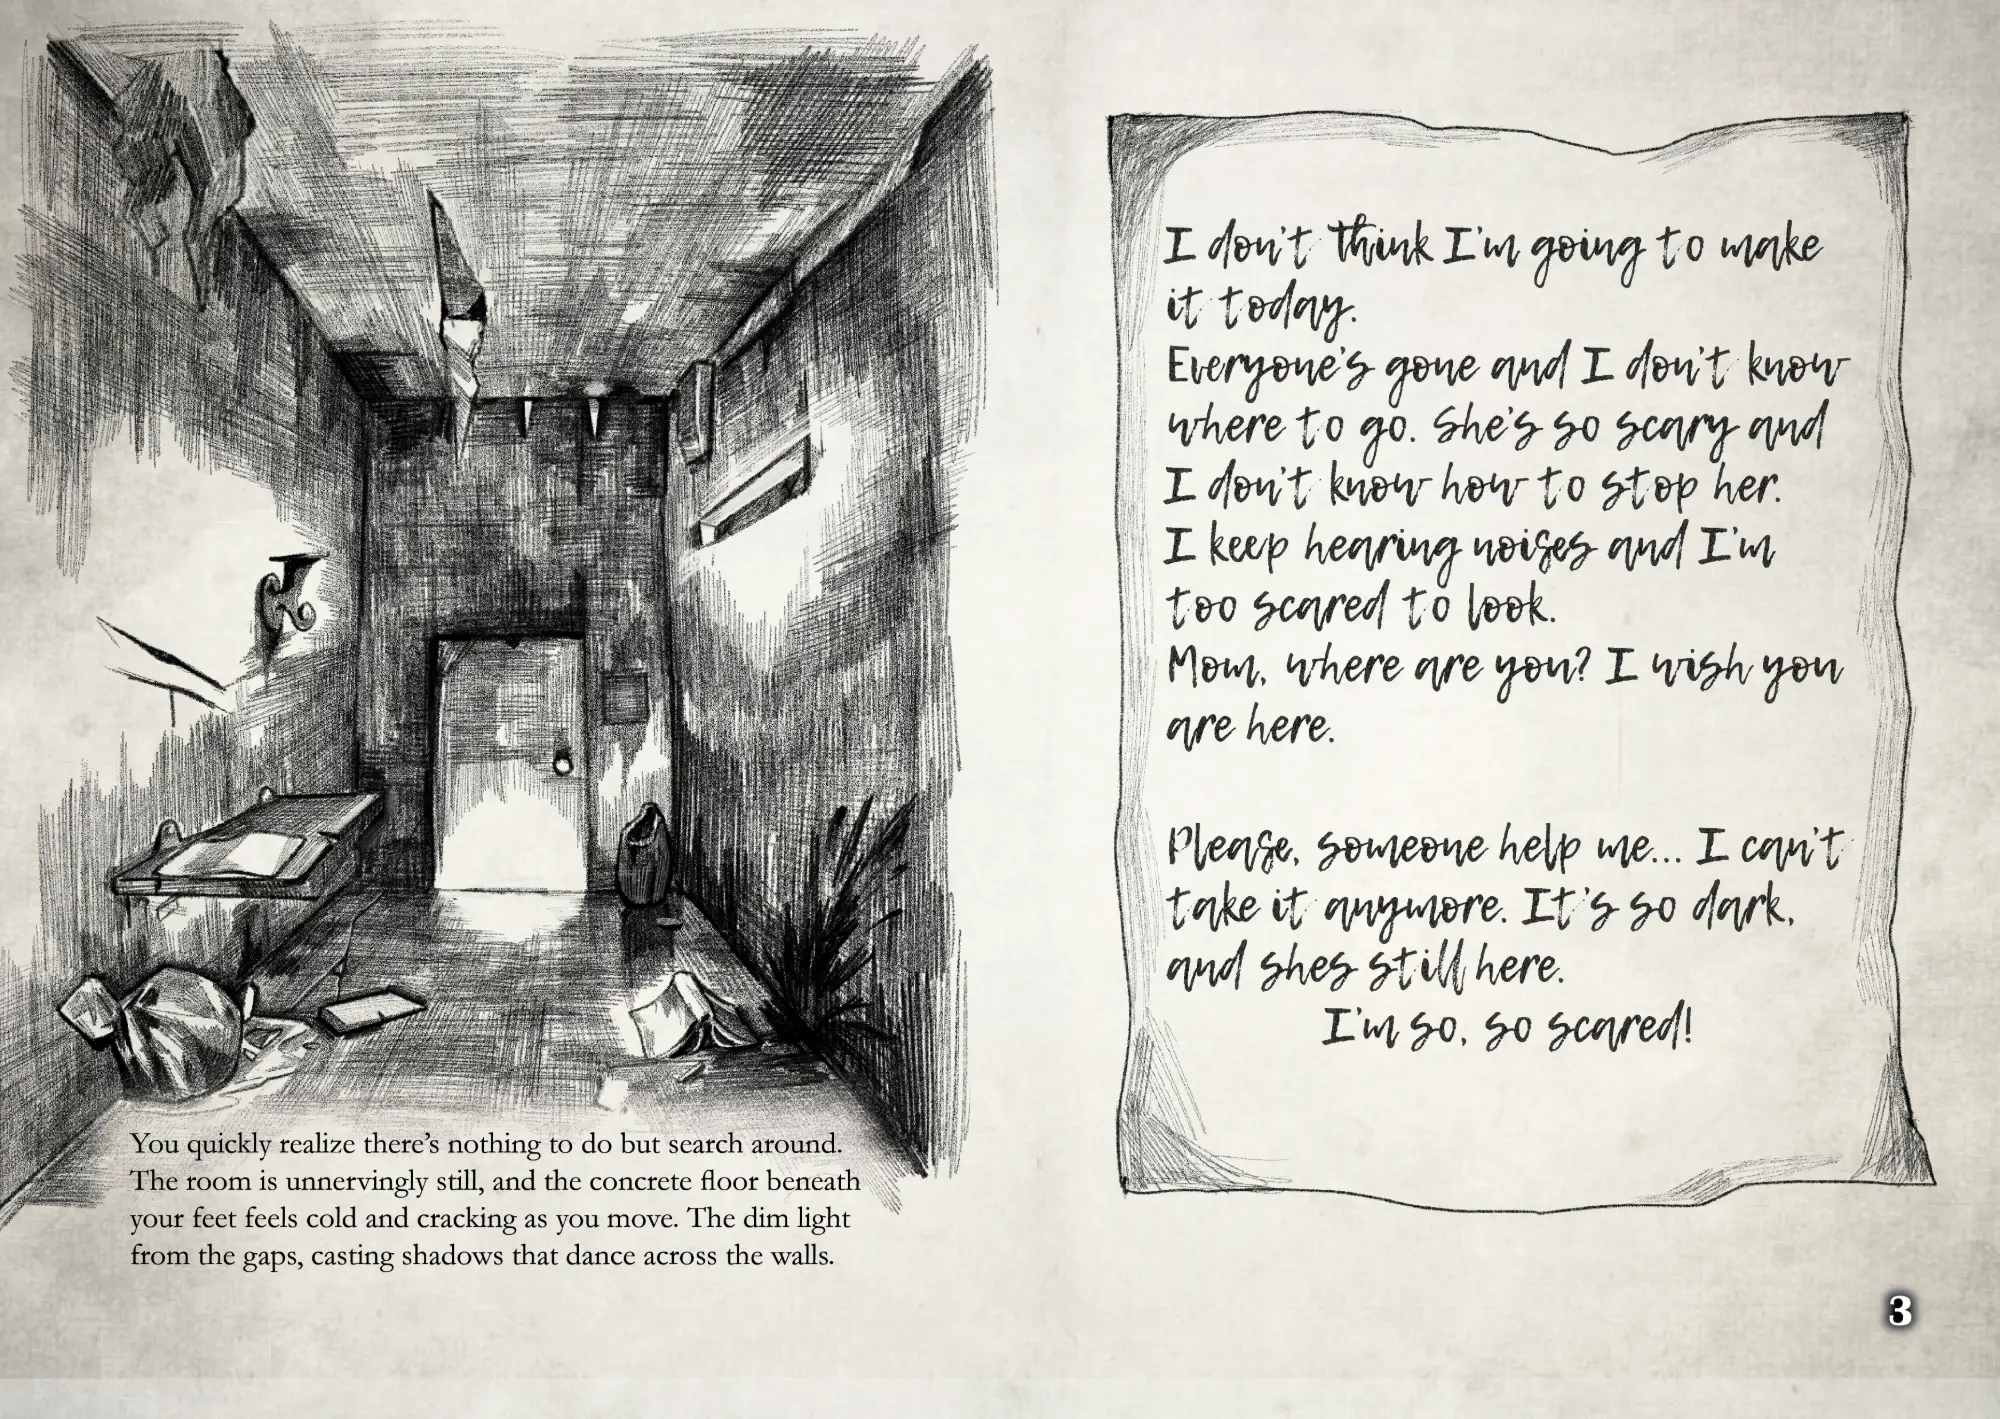 You quickly realize there’s nothing to do but search around.
The room is unnervingly still, and the concrete floor beneath
your feet feels cold and cracking as you move. The dim light
from the gaps, casting shadows that dance across the walls.
I don't think I'm going to make
it today.
Everyone's gone and I don't know
where to go. She's so scary and
I don't know how to stop her.
I keep hearing noises and I'm
too scared to look.
Mom, where are you? I wish you
are here.
Please, someone help me... I can't
take it anymore. It's so dark,
and shes still here.
I'm so, so scared!
3